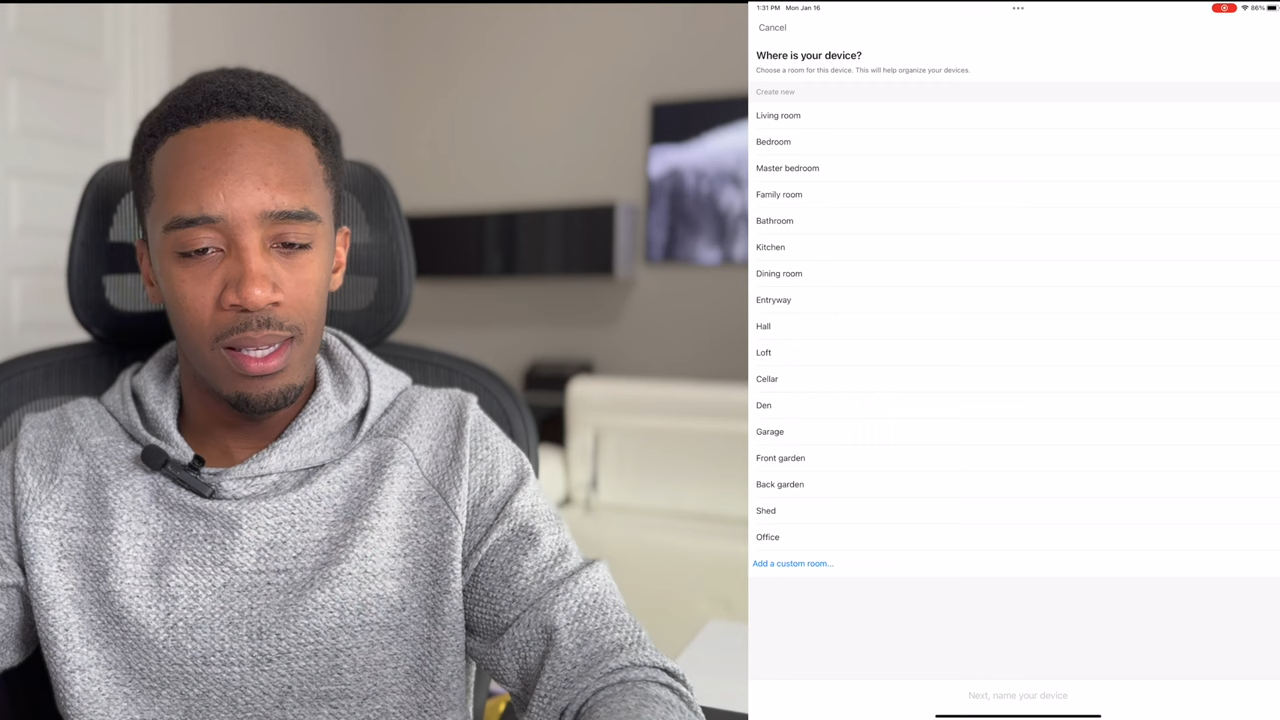 1:31 PM Mon Jan 16
86%
Cancel
Where is your device?
Choose a room for this device. This will help organize your devices.
Create new
Living room
Bedroom
Master bedroom
Family room
Bathroom
Kitchen
Dining room
Entryway
Hall
Loft
Cellar
Den
Garage
Front garden
Back garden
Shed
Office
Add a custom room...
Next, name your device